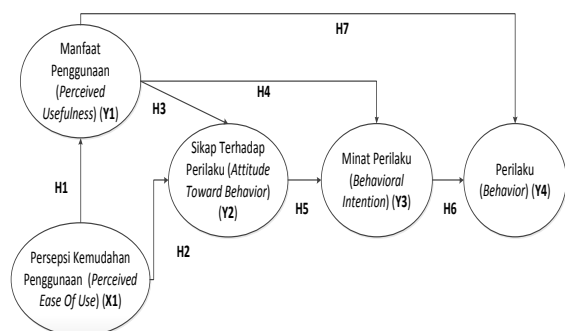 H7
Manfaat
Penggunaan
(Perceived
Usefulness) (Y1)
H4
H3
Sikap Terhadap
Perilaku (Attitude
Toward Behavior)
(Y2)
Minat Perilaku
(Behavioral
Intention) (Y3)
Perilaku
(Behavior) (Y4)
H1
H5
H6
H2
Persepsi Kemudahan
Penggunaan (Perceived
Ease Of Use) (X1)